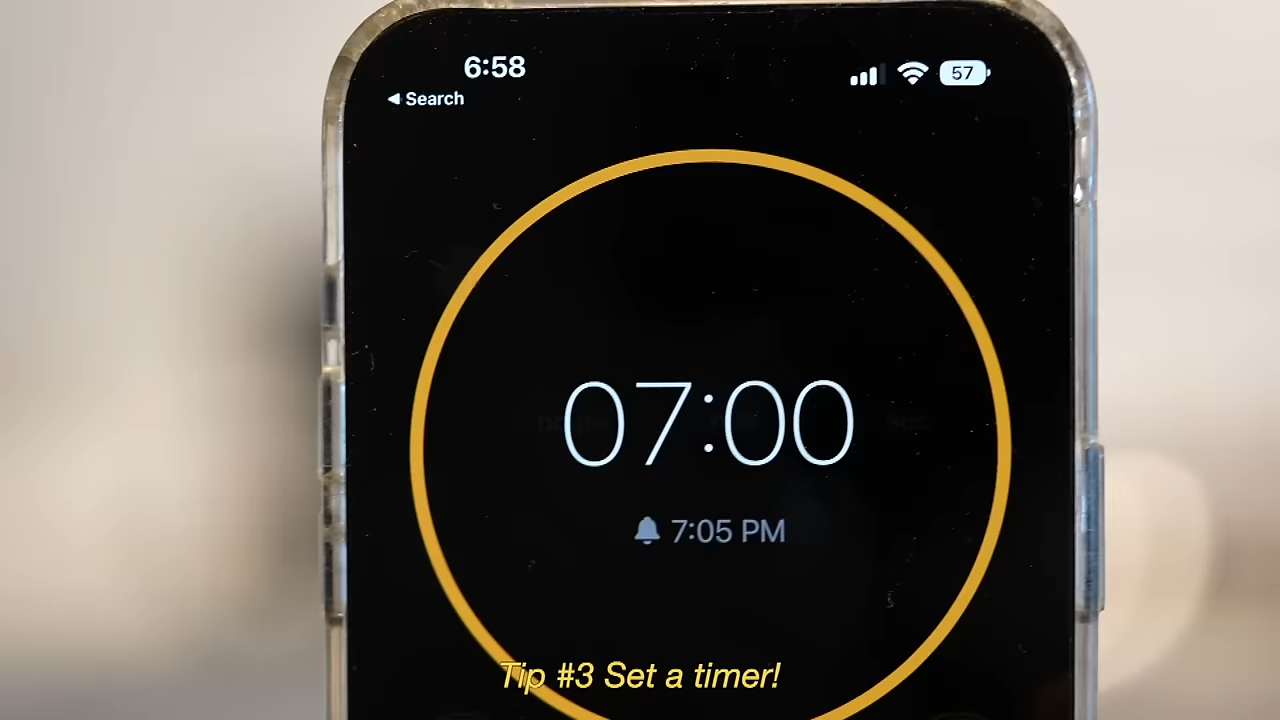 6:58
57
◀ Search
07:00
7:05 PM
Tip #3 Set a timer!